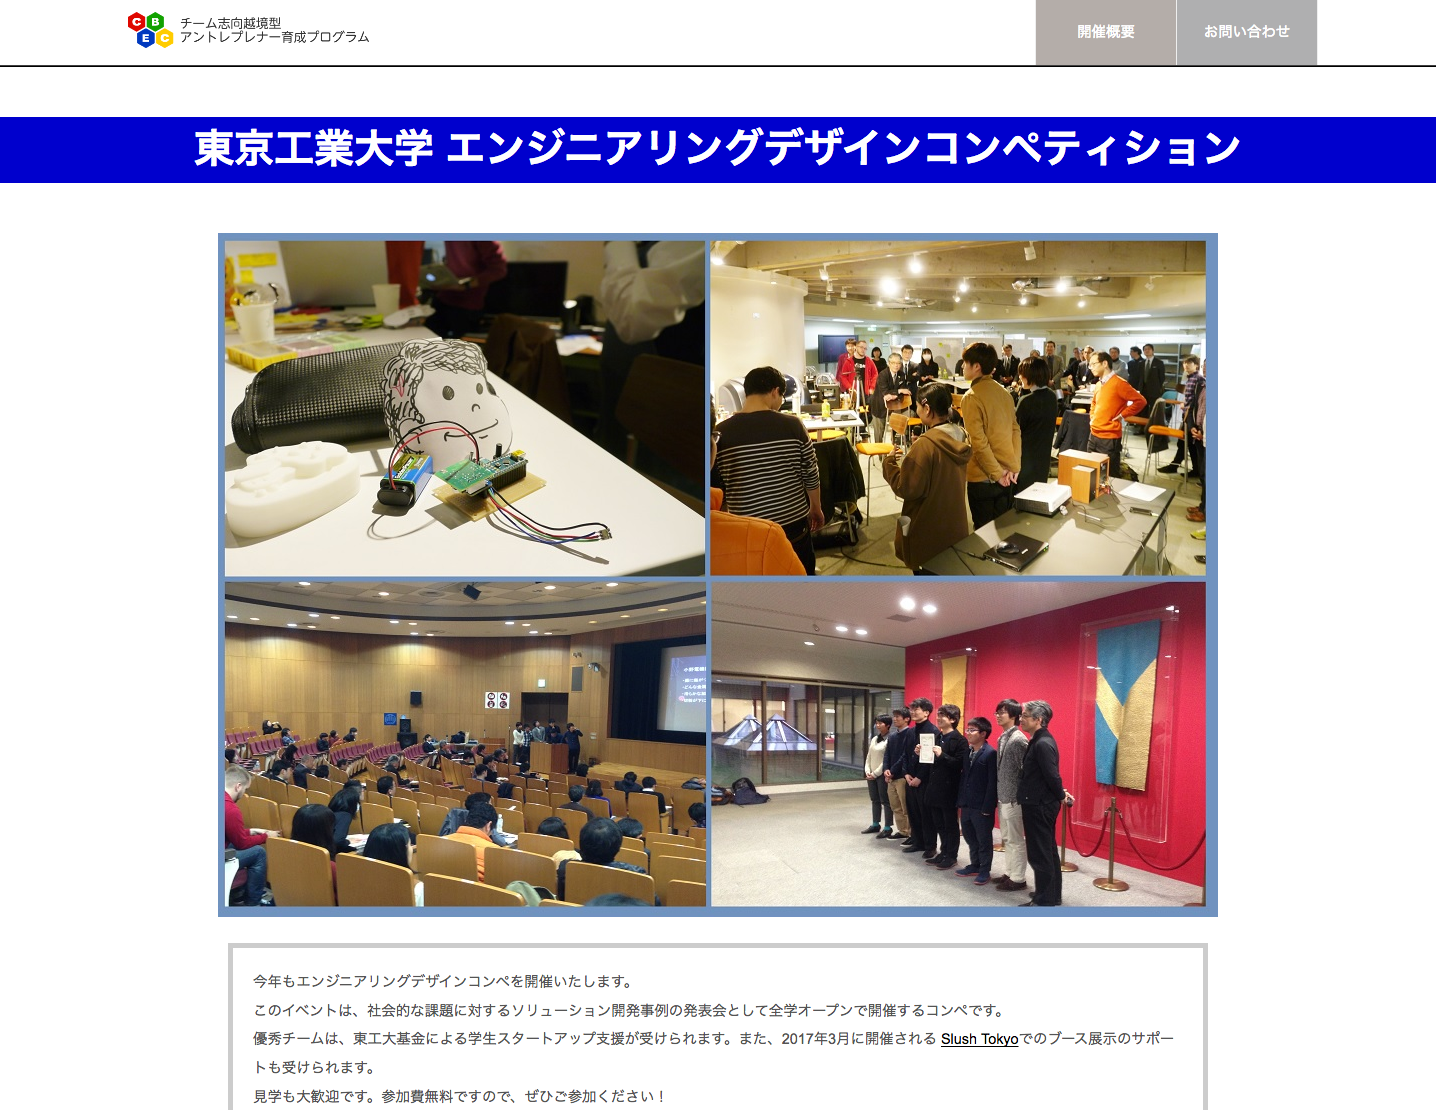 CBEC
チーム志向越境型
アントレプレナー育成プログラム
開催概要
お問い合わせ
東京工業大学 エンジニアリングデザインコンペティション
今年もエンジニアリングデザインコンペを開催いたします。
このイベントは、社会的な課題に対するソリューション開発事例の発表会として全学オープンで開催するコンペです。
優秀チームは、東工大基金による学生スタートアップ支援が受けられます。また、2017年3月に開催される Slush Tokyoでのブース展示のサポー
トも受けられます。
見学も大歓迎です。参加費無料ですので、ぜひご参加ください！